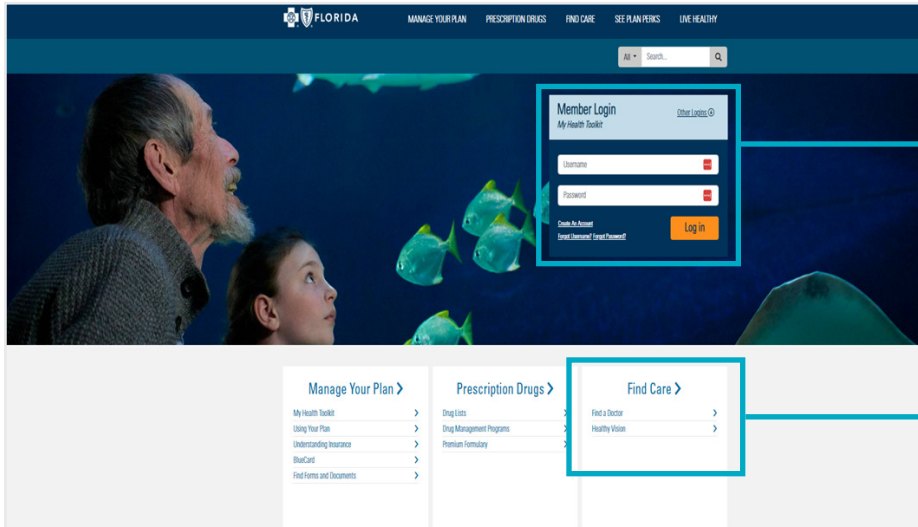 FLORIDA
MANAGE YOUR PLAN PRESCRIPTION DRUGS FIND CARE SEE PLAN PERKS LIVE HEALTHY
All Search...
Member Login
Other Logins
My Health Toolkit
Username
Password
Create An Account
Forgot Username? Forgot Password?
Log in
Manage Your Plan
My Health Toolkit
Using Your Plan
Understanding Insurance
BlueCard
Find Forms and Documents
Prescription Drugs
Drug Lists
Drug Management Programs
Premium Formulary
Find Care
Find a Doctor
Healthy Vision